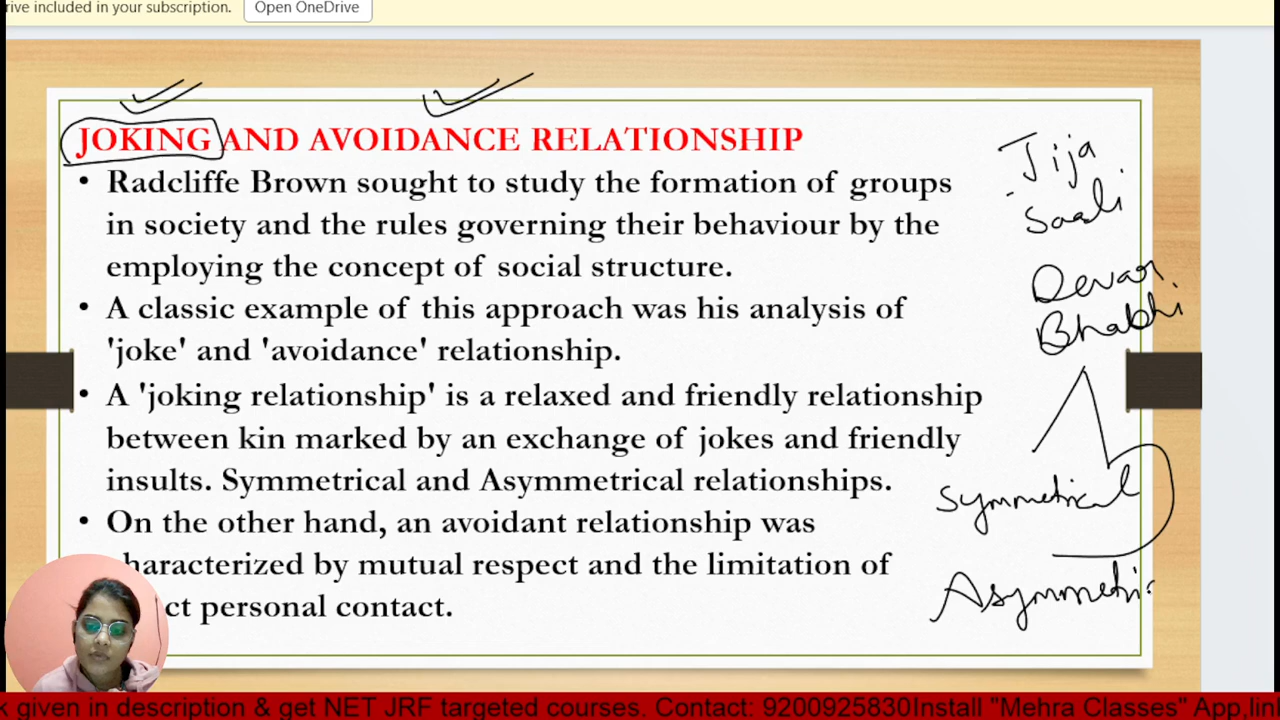 rive included in your subscription. Open OneDrive
JOKING AND AVOIDANCE RELATIONSHIP
• Radcliffe Brown sought to study the formation of groups
in society and the rules governing their behaviour by the
employing the concept of social structure.
• A classic example of this approach was his analysis of
'joke' and 'avoidance' relationship.
• A 'joking relationship' is a relaxed and friendly relationship
between kin marked by an exchange of jokes and friendly
insults. Symmetrical and Asymmetrical relationships.
• On the other hand, an avoidant relationship was
haracterized by mutual respect and the limitation of
ct personal contact.
Jija
Saali
Devar
Bhabhi
Symmetrical
Asymmetri
k given in description & get NET JRF targeted courses. Contact: 9200925830Install "Mehra Classes" App,lin